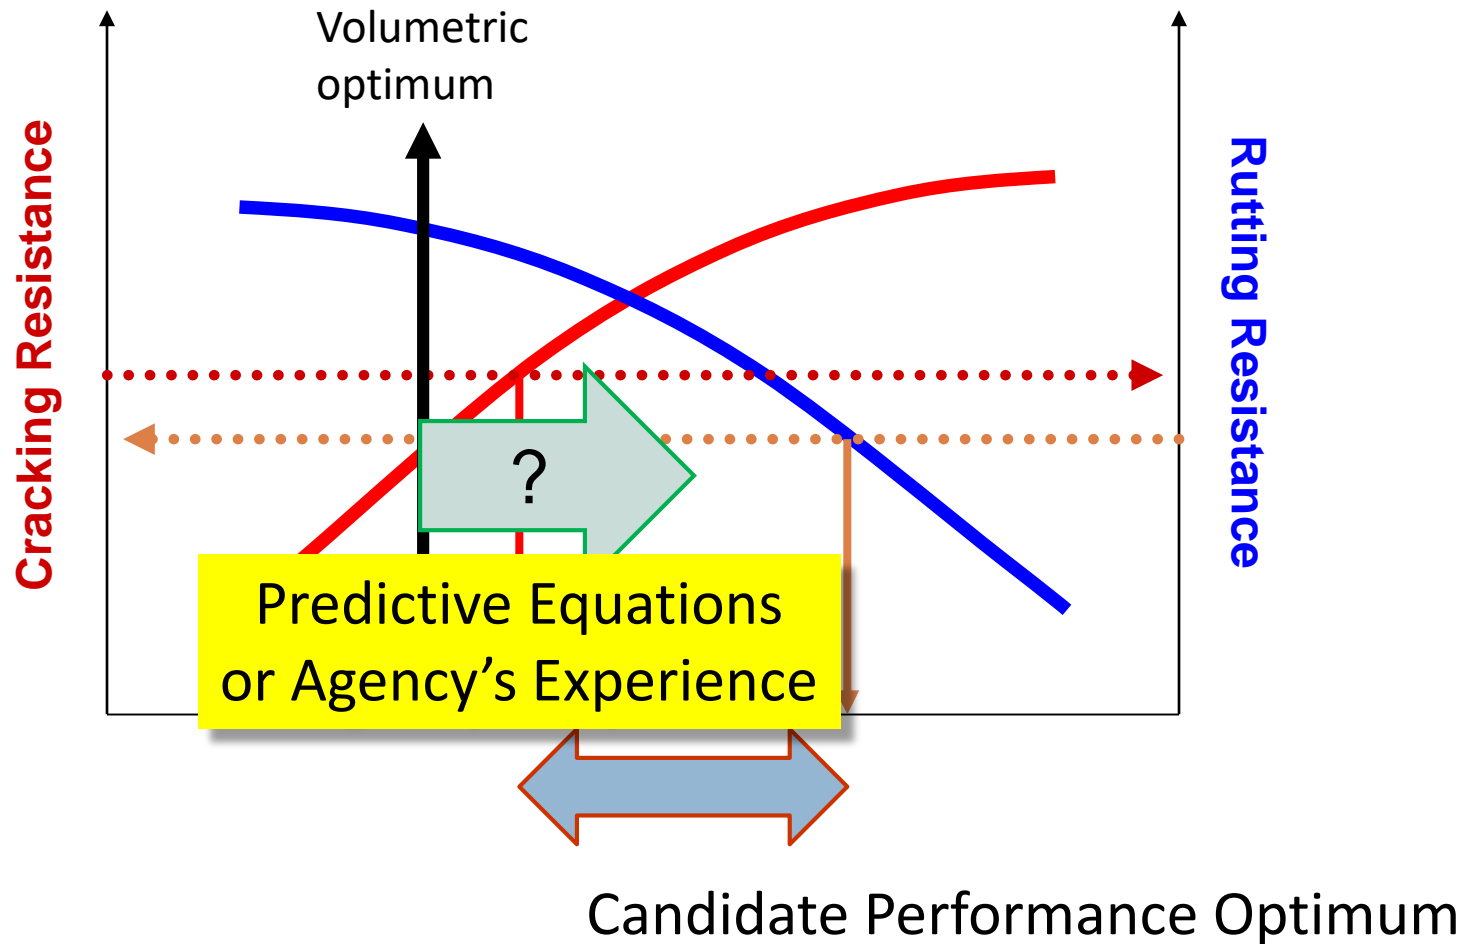 Volumetric
optimum
Cracking Resistance
Rutting Resistance
?
Predictive Equations
or Agency’s Experience
Candidate Performance Optimum